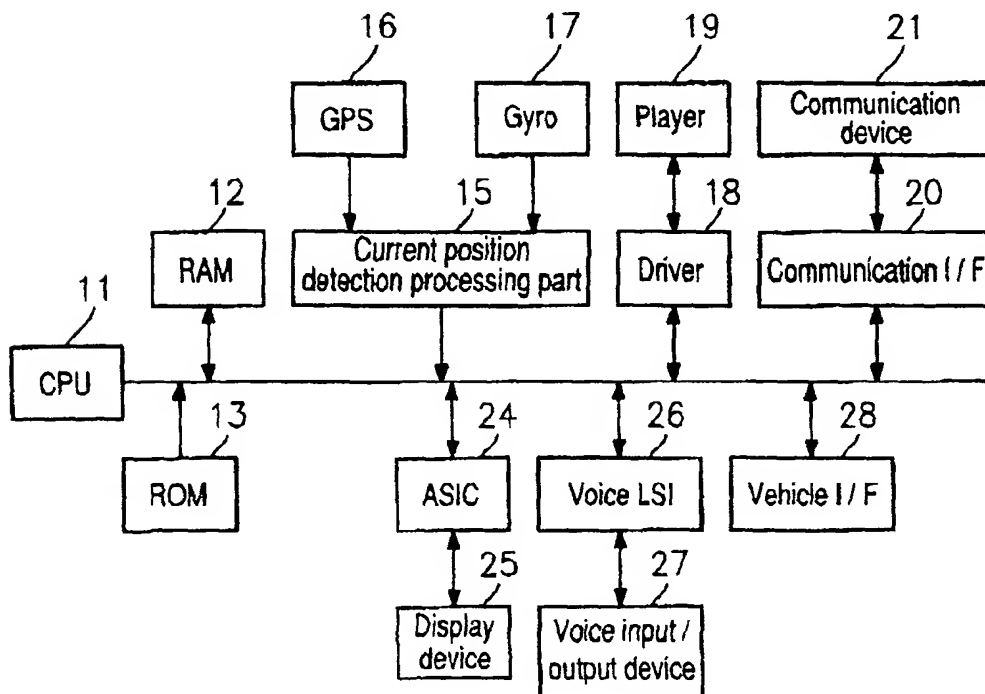 16
17
19
21
GPS
Gyro
Player
Communication
device
12
15
18
20
RAM
Current position
detection processing part
Driver
Communication I / F
11
CPU
13
24
26
28
ROM
ASIC
Voice LSI
Vehicle I / F
25
27
Display
device
Voice input /
output device